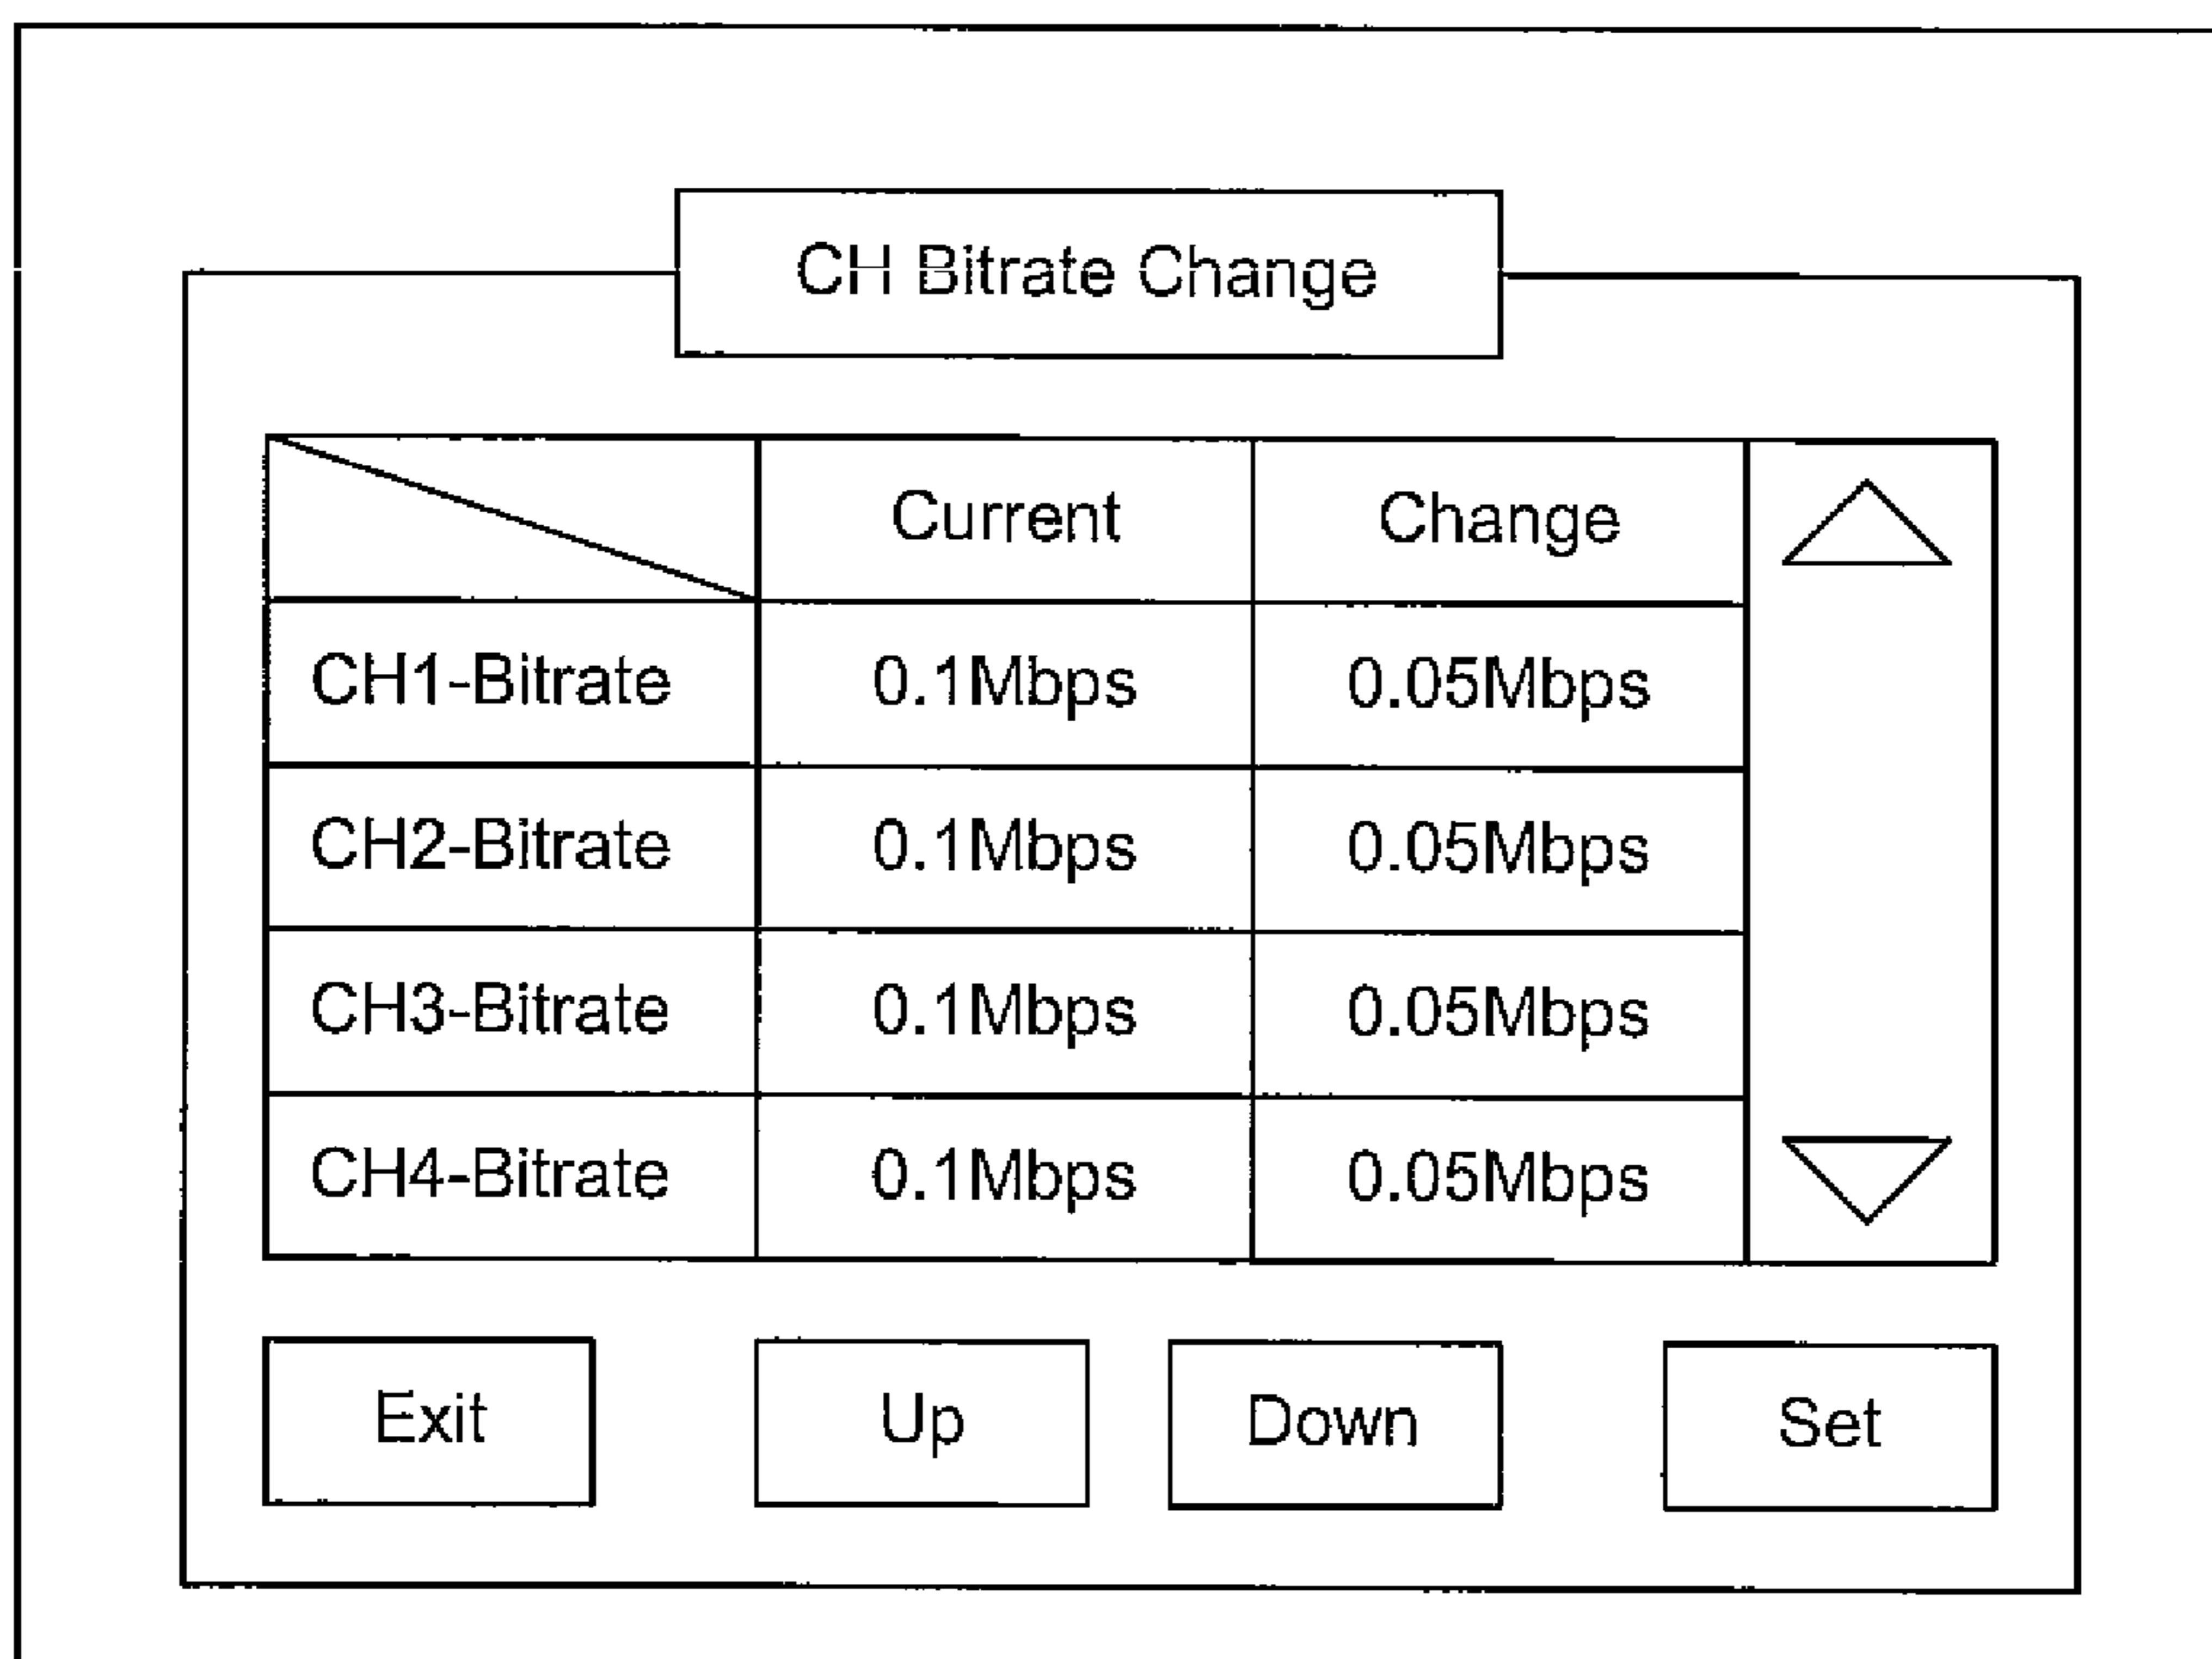 CH Bitrate Change
Current Change
CH1-Bitrate 0.1Mbps 0.05Mbps
CH2-Bitrate 0.1Mbps 0.05Mbps
CH3-Bitrate 0.1Mbps 0.05Mbps
CH4-Bitrate 0.1Mbps 0.05Mbps
Exit Up Down Set